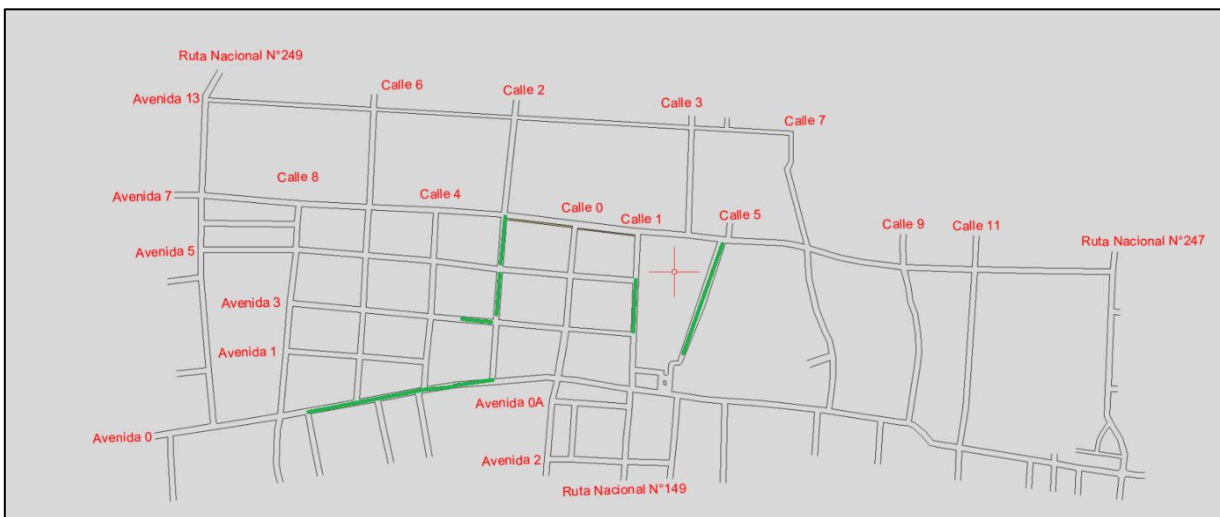 Ruta Nacional N°249
Calle 6
Calle 2
Calle 3
Avenida 13
Calle 7
Calle 8
Calle 4
Avenida 7
Calle 0
Calle 1
Calle 5
Calle 9
Calle 11
Ruta Nacional N°247
Avenida 5
Avenida 3
Avenida 1
Avenida 0A
Avenida 0
Avenida 2
Ruta Nacional N°149